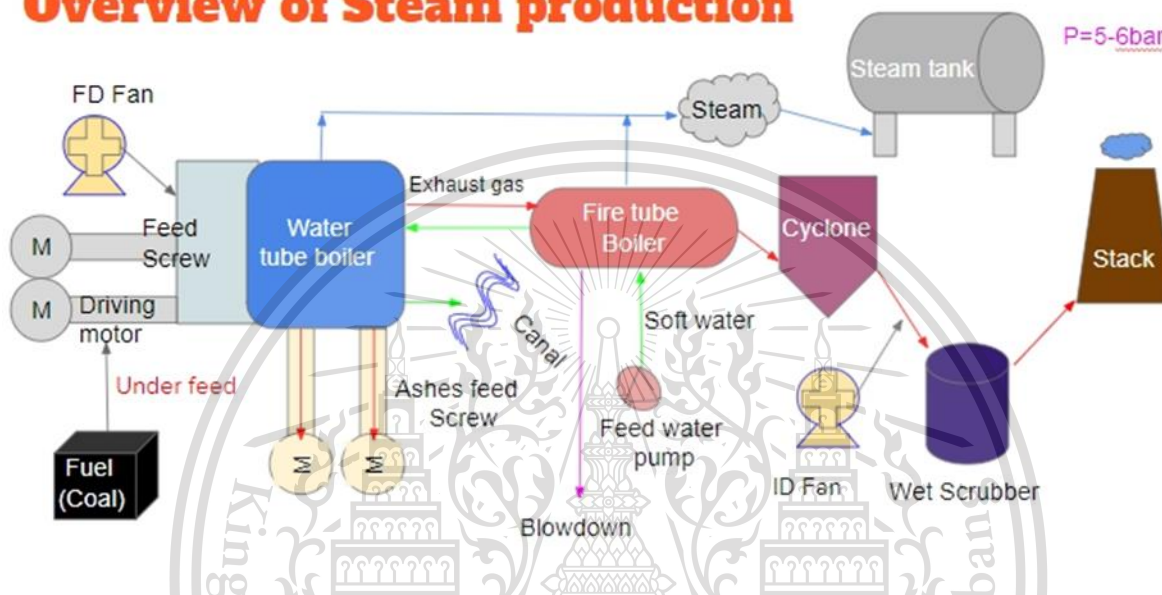 Overview of Steam production
P=5-6bar
Steam tank
FD Fan
Steam
Exhaust gas
Feed
Screw
M
Water
tube boiler
Fire tube
Boiler
Cyclone
Stack
M
Driving
motor
Canal
Soft water
Under feed
Ashes feed
Screw
Feed water
pump
Fuel
(Coal)
M
M
ID Fan
Wet Scrubber
Blowdown
King
bang